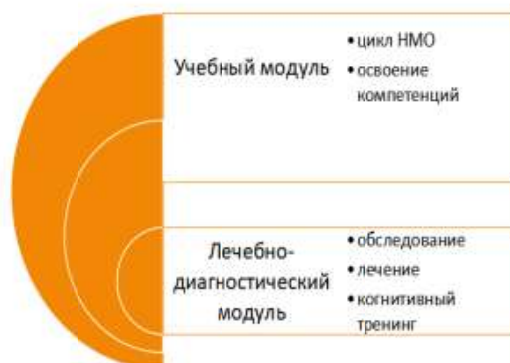 Учебный модуль
• цикл НМО
• освоение
компетенций
Лечебно-
диагностический
модуль
• обследование
• лечение
• когнитивный
тренинг